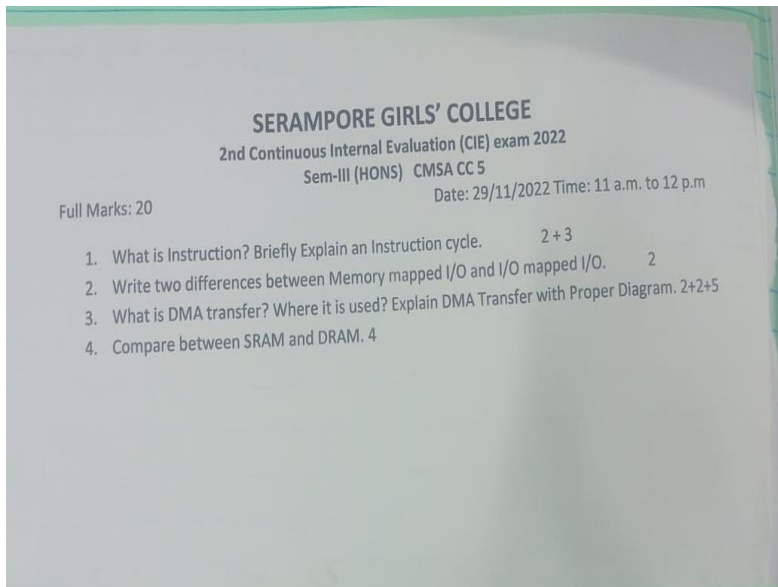 SERAMPORE GIRLS' COLLEGE
2nd Continuous Internal Evaluation (CIE) exam 2022
Sem-III (HONS) CMSA CC 5
Full Marks: 20 Date: 29/11/2022 Time: 11 a.m. to 12 p.m
1. What is Instruction? Briefly Explain an Instruction cycle. 2+3
2. Write two differences between Memory mapped I/O and I/O mapped I/O. 2
3. What is DMA transfer? Where it is used? Explain DMA Transfer with Proper Diagram. 2+2+5
4. Compare between SRAM and DRAM. 4